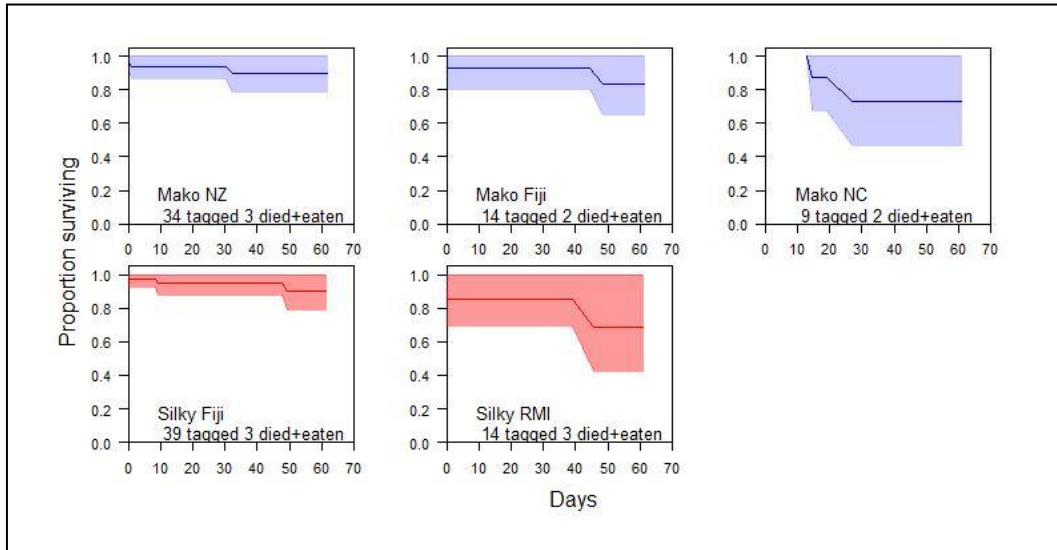 Proportion surviving
1.0
0.8
0.6
0.4
0.2
0.0
Mako NZ
34 tagged 3 died+eaten
0 10 20 30 40 50 60 70
1.0
0.8
0.6
0.4
0.2
0.0
Mako Fiji
14 tagged 2 died+eaten
0 10 20 30 40 50 60 70
1.0
0.8
0.6
0.4
0.2
0.0
Mako NC
9 tagged 2 died+eaten
0 10 20 30 40 50 60 70
1.0
0.8
0.6
0.4
0.2
0.0
Silky Fiji
39 tagged 3 died+eaten
0 10 20 30 40 50 60 70
1.0
0.8
0.6
0.4
0.2
0.0
Silky RMI
14 tagged 3 died+eaten
0 10 20 30 40 50 60 70
Days